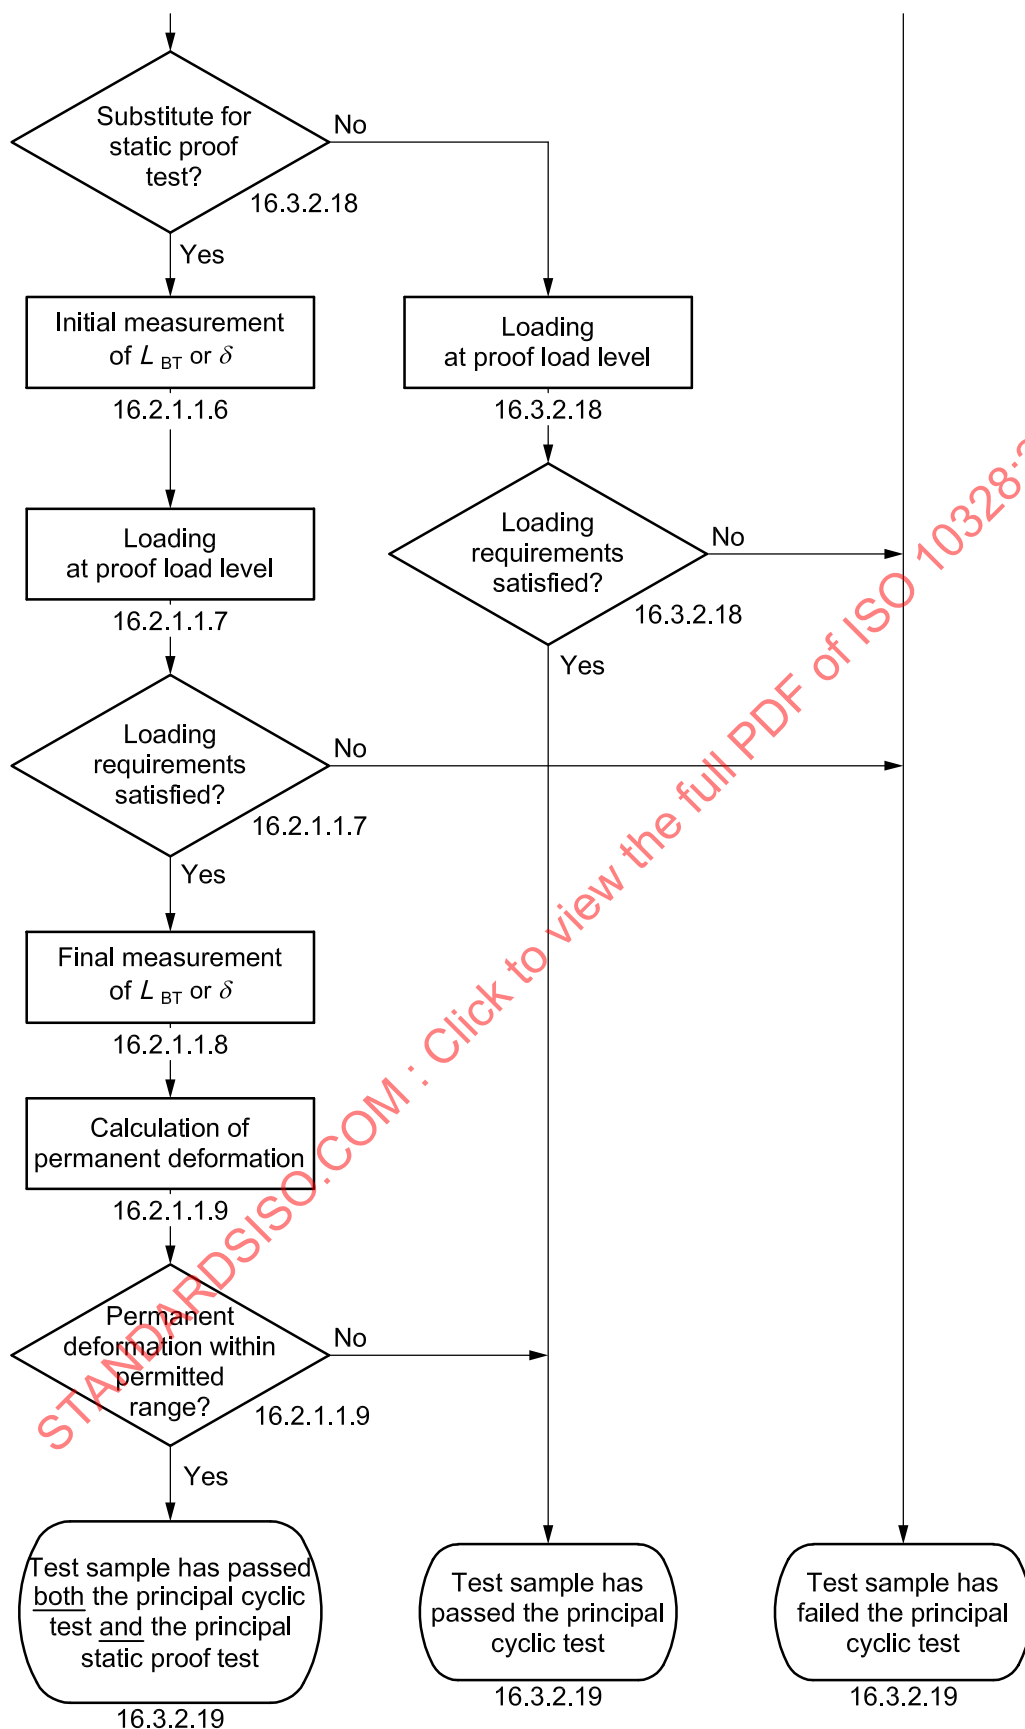 Substitute for
static proof
test?
No
16.3.2.18
Yes
Initial measurement
of L BT or δ
16.2.1.1.6
Loading
at proof load level
16.3.2.18
Loading
requirements
satisfied?
No
16.3.2.18
Yes
Loading
at proof load level
16.2.1.1.7
Loading
requirements
satisfied?
No
16.2.1.1.7
Yes
Final measurement
of L BT or δ
16.2.1.1.8
Calculation of
permanent deformation
16.2.1.1.9
Permanent
deformation within
permitted
range?
No
16.2.1.1.9
Yes
Test sample has passed
both the principal cyclic
test and the principal
static proof test
16.3.2.19
Test sample has
passed the principal
cyclic test
16.3.2.19
Test sample has
failed the principal
cyclic test
16.3.2.19
STANDARDSISO.COM : Click to view the full PDF of ISO 10328: